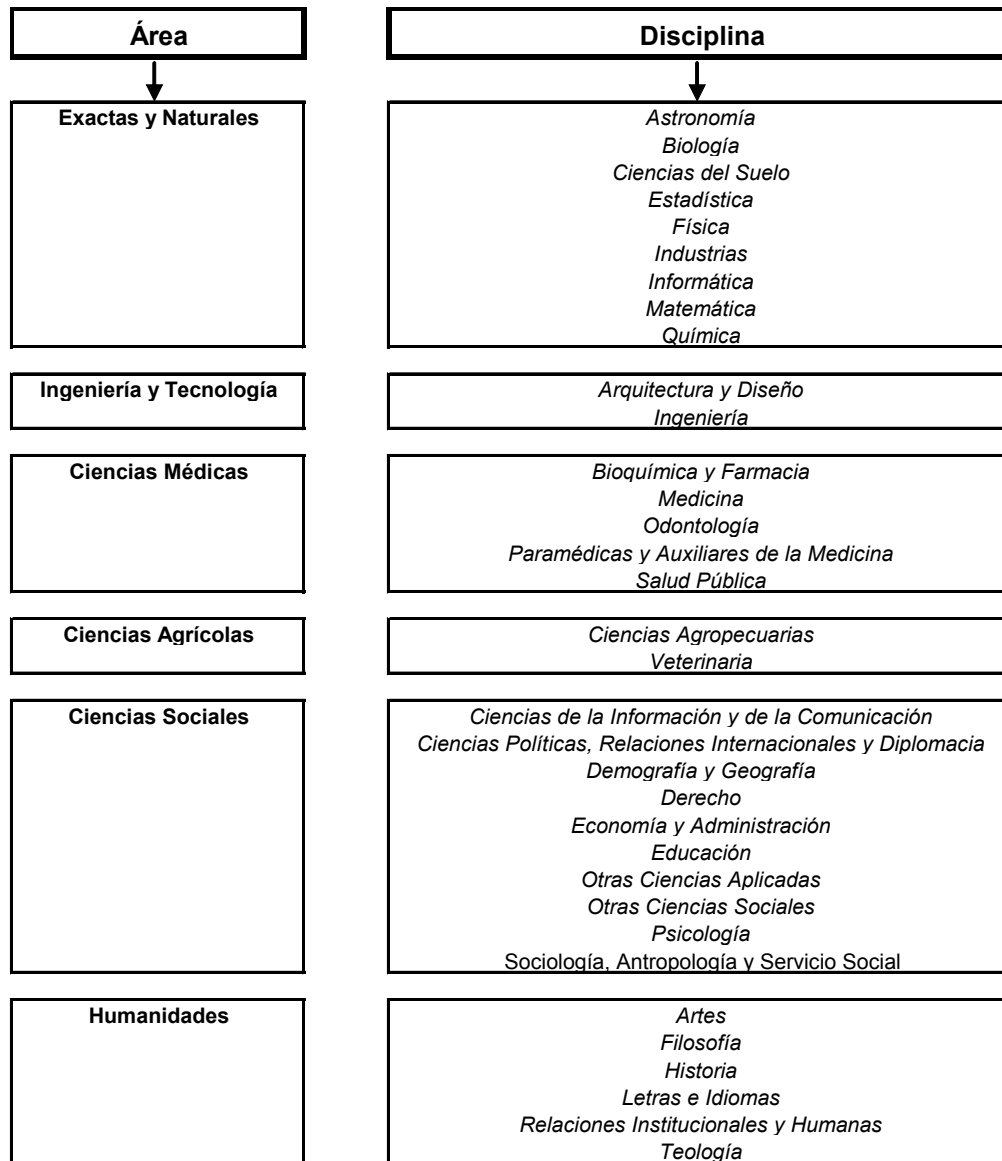 Área
Disciplina
Exactas y Naturales
Astronomía
Biología
Ciencias del Suelo
Estadística
Física
Industrias
Informática
Matemática
Química
Ingeniería y Tecnología
Arquitectura y Diseño
Ingeniería
Ciencias Médicas
Bioquímica y Farmacia
Medicina
Odontología
Paramédicas y Auxiliares de la Medicina
Salud Pública
Ciencias Agrícolas
Ciencias Agropecuarias
Veterinaria
Ciencias Sociales
Ciencias de la Información y de la Comunicación
Ciencias Políticas, Relaciones Internacionales y Diplomacia
Demografía y Geografía
Derecho
Economía y Administración
Educación
Otras Ciencias Aplicadas
Otras Ciencias Sociales
Psicología
Sociología, Antropología y Servicio Social
Humanidades
Artes
Filosofía
Historia
Letras e Idiomas
Relaciones Institucionales y Humanas
Teología